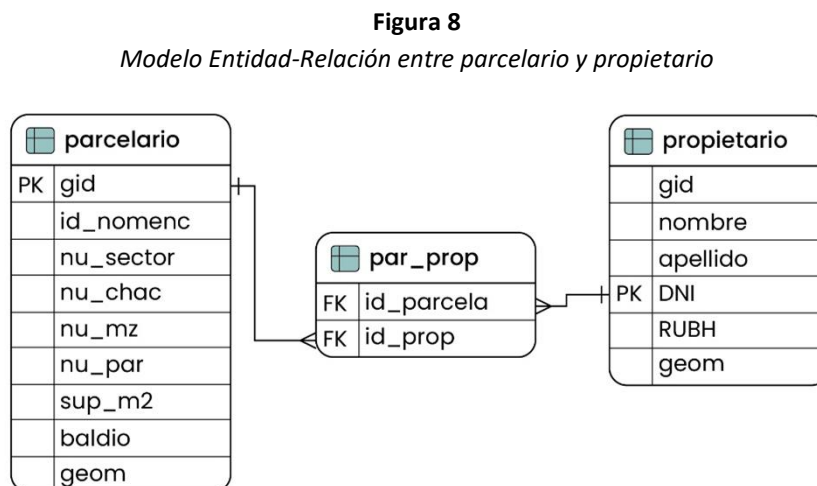 Figura 8
Modelo Entidad-Relación entre parcelario y propietario
parcelario
PK gid
id_nomenc
nu_sector
nu_chac
nu_mz
nu_par
sup_m2
baldio
geom
par_prop
FK id_parcela
FK id_prop
propietario
gid
nombre
apellido
PK DNI
RUBH
geom